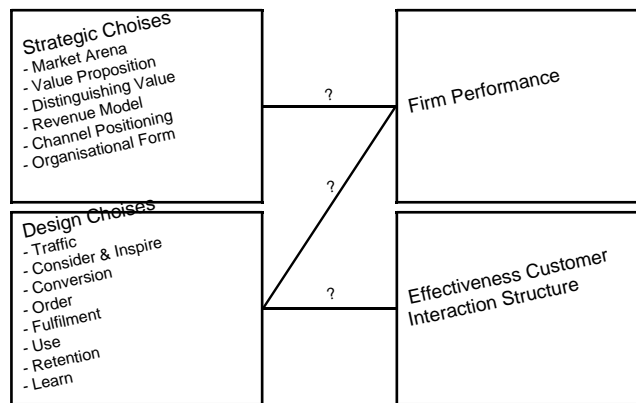 Strategic Choises
- Market Arena
- Value Proposition
- Distinguishing Value
- Revenue Model
- Channel Positioning
- Organisational Form
?
Firm Performance
?
Design Choises
- Traffic
- Consider & Inspire
- Conversion
- Order
- Fulfilment
- Use
- Retention
- Learn
?
Effectiveness Customer
Interaction Structure